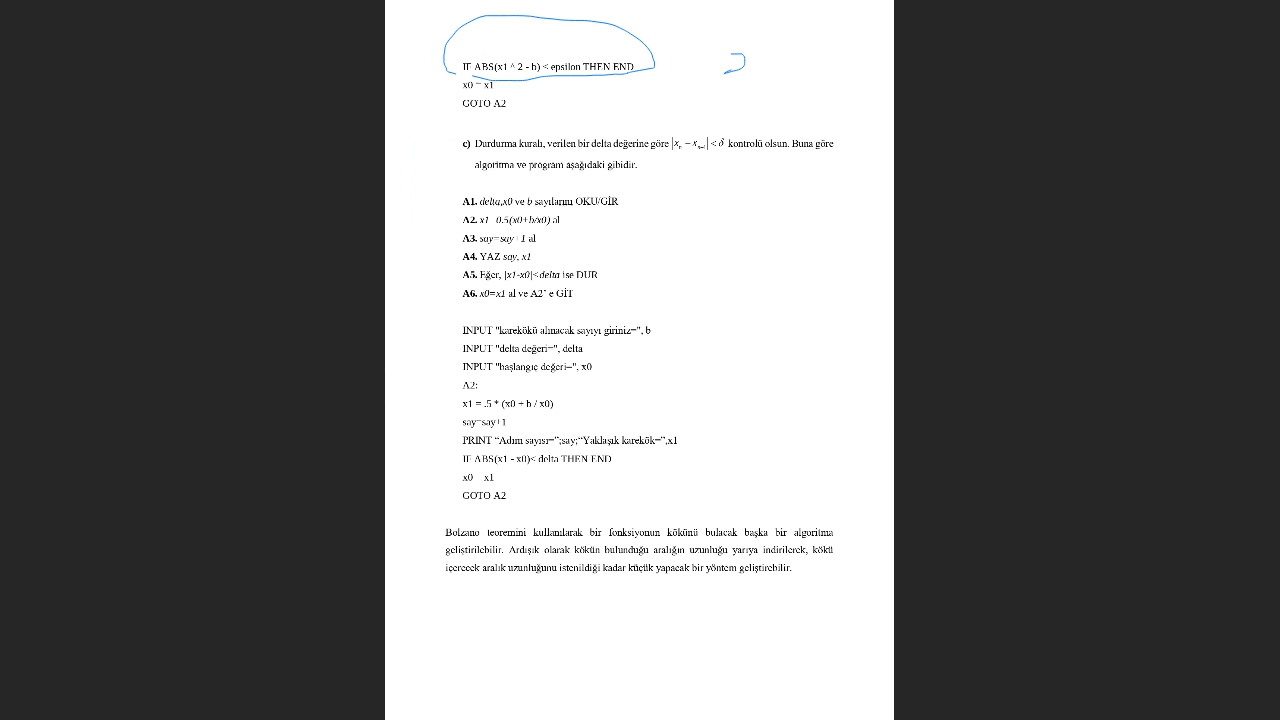 IF ABS(x1 ^ 2 - b) < epsilon THEN END
x0 = x1
GOTO A2
c) Durdurma kuralı, verilen bir delta değerine göre |xₙ − xₙ₋₁| < δ kontrolü olsun. Buna göre
algoritma ve program aşağıdaki gibidir.
A1. delta,x0 ve b sayılarını OKU/GİR
A2. x1=0.5(x0+b/x0) al
A3. say=say+1 al
A4. YAZ say, x1
A5. Eğer, |x1-x0|<delta ise DUR
A6. x0=x1 al ve A2' e GİT
INPUT "karekökü alınacak sayıyı giriniz=", b
INPUT "delta değeri=", delta
INPUT "başlangıç değeri=", x0
A2:
x1 = .5 * (x0 + b / x0)
say=say+1
PRINT “Adım sayısı=”;say;“Yaklaşık karekök=”,x1
IF ABS(x1 - x0)< delta THEN END
x0 = x1
GOTO A2
Bolzano teoremini kullanılarak bir fonksiyonun kökünü bulacak başka bir algoritma
geliştirilebilir. Ardışık olarak kökün bulunduğu aralığın uzunluğu yarıya indirilerek, kökü
içerecek aralık uzunluğunu istenildiği kadar küçük yapacak bir yöntem geliştirebilir.